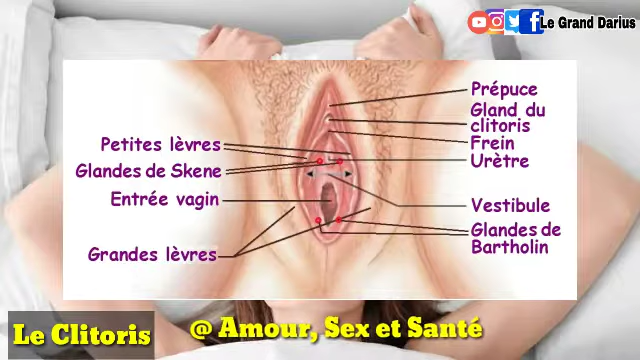 Le Grand Darius
Prépuce
Gland du
clitoris
Frein
Urètre
Vestibule
Glandes de
Bartholin
Petites lèvres
Glandes de Skene
Entrée vagin
Grandes lèvres
Le Clitoris
@ Amour, Sex et Santé